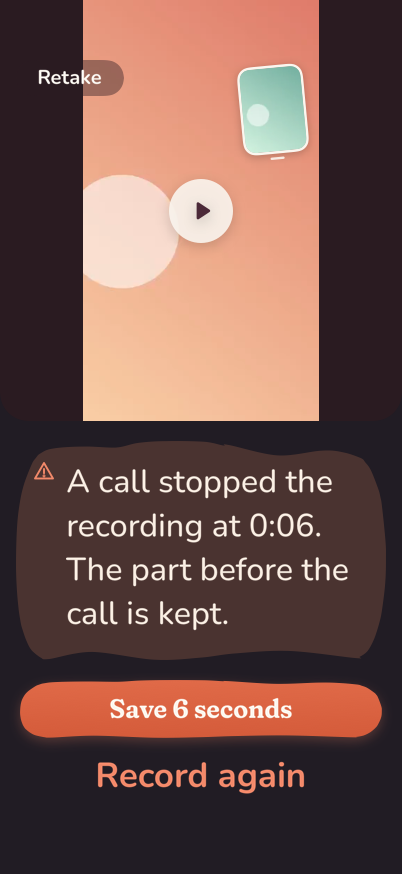 Retake
A call stopped the
recording at 0:06.
The part before the
call is kept.
Save 6 seconds
Record again